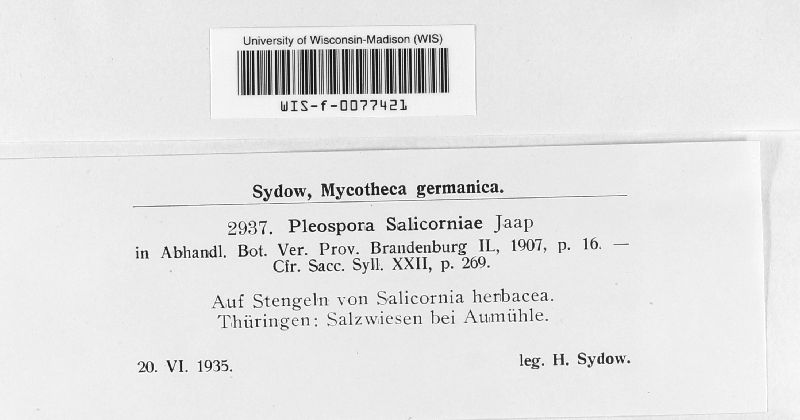 University of Wisconsin-Madison (WIS)
WIS-f-0077421
Sydow, Mycotheca germanica.
2937. Pleospora Salicorniae Jaap
in Abhandl. Bot. Ver. Prov. Brandenburg IL, 1907, p. 16. —
Cfr. Sacc. Syll. XXII, p. 269.
Auf Stengeln von Salicornia herbacea.
Thüringen: Salzwiesen bei Aumühle.
20. VI. 1935.
leg. H. Sydow.